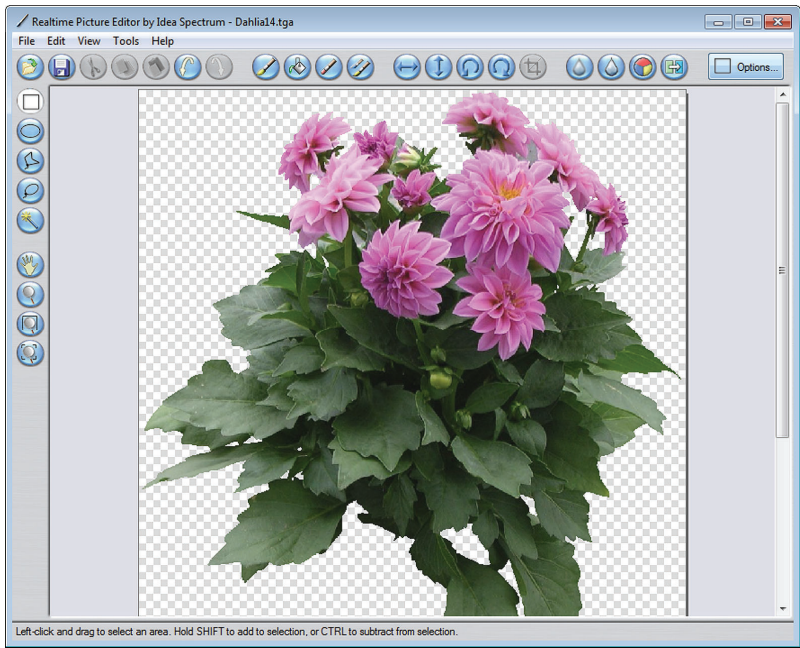 Realtime Picture Editor by Idea Spectrum - Dahlia14.tga
File Edit View Tools Help
Options...
Left-click and drag to select an area. Hold SHIFT to add to selection, or CTRL to subtract from selection.